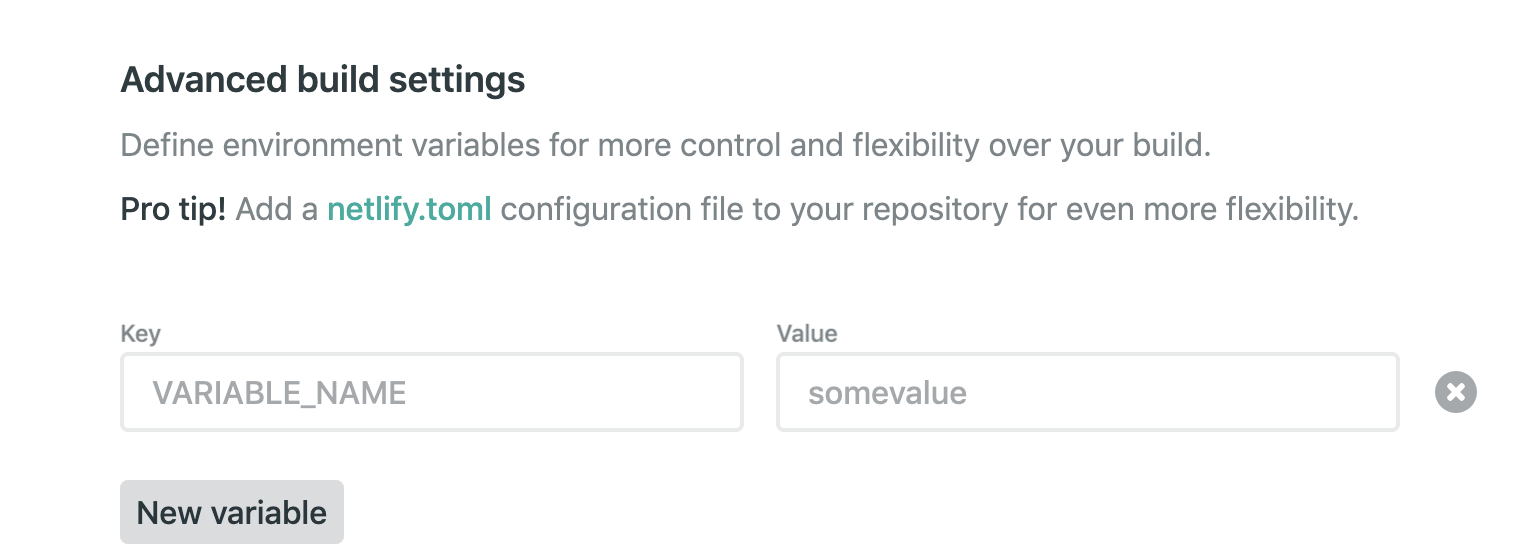 Advanced build settings
Define environment variables for more control and flexibility over your build.
Pro tip! Add a netlify.toml configuration file to your repository for even more flexibility.
Key Value
VARIABLE_NAME somevalue
New variable